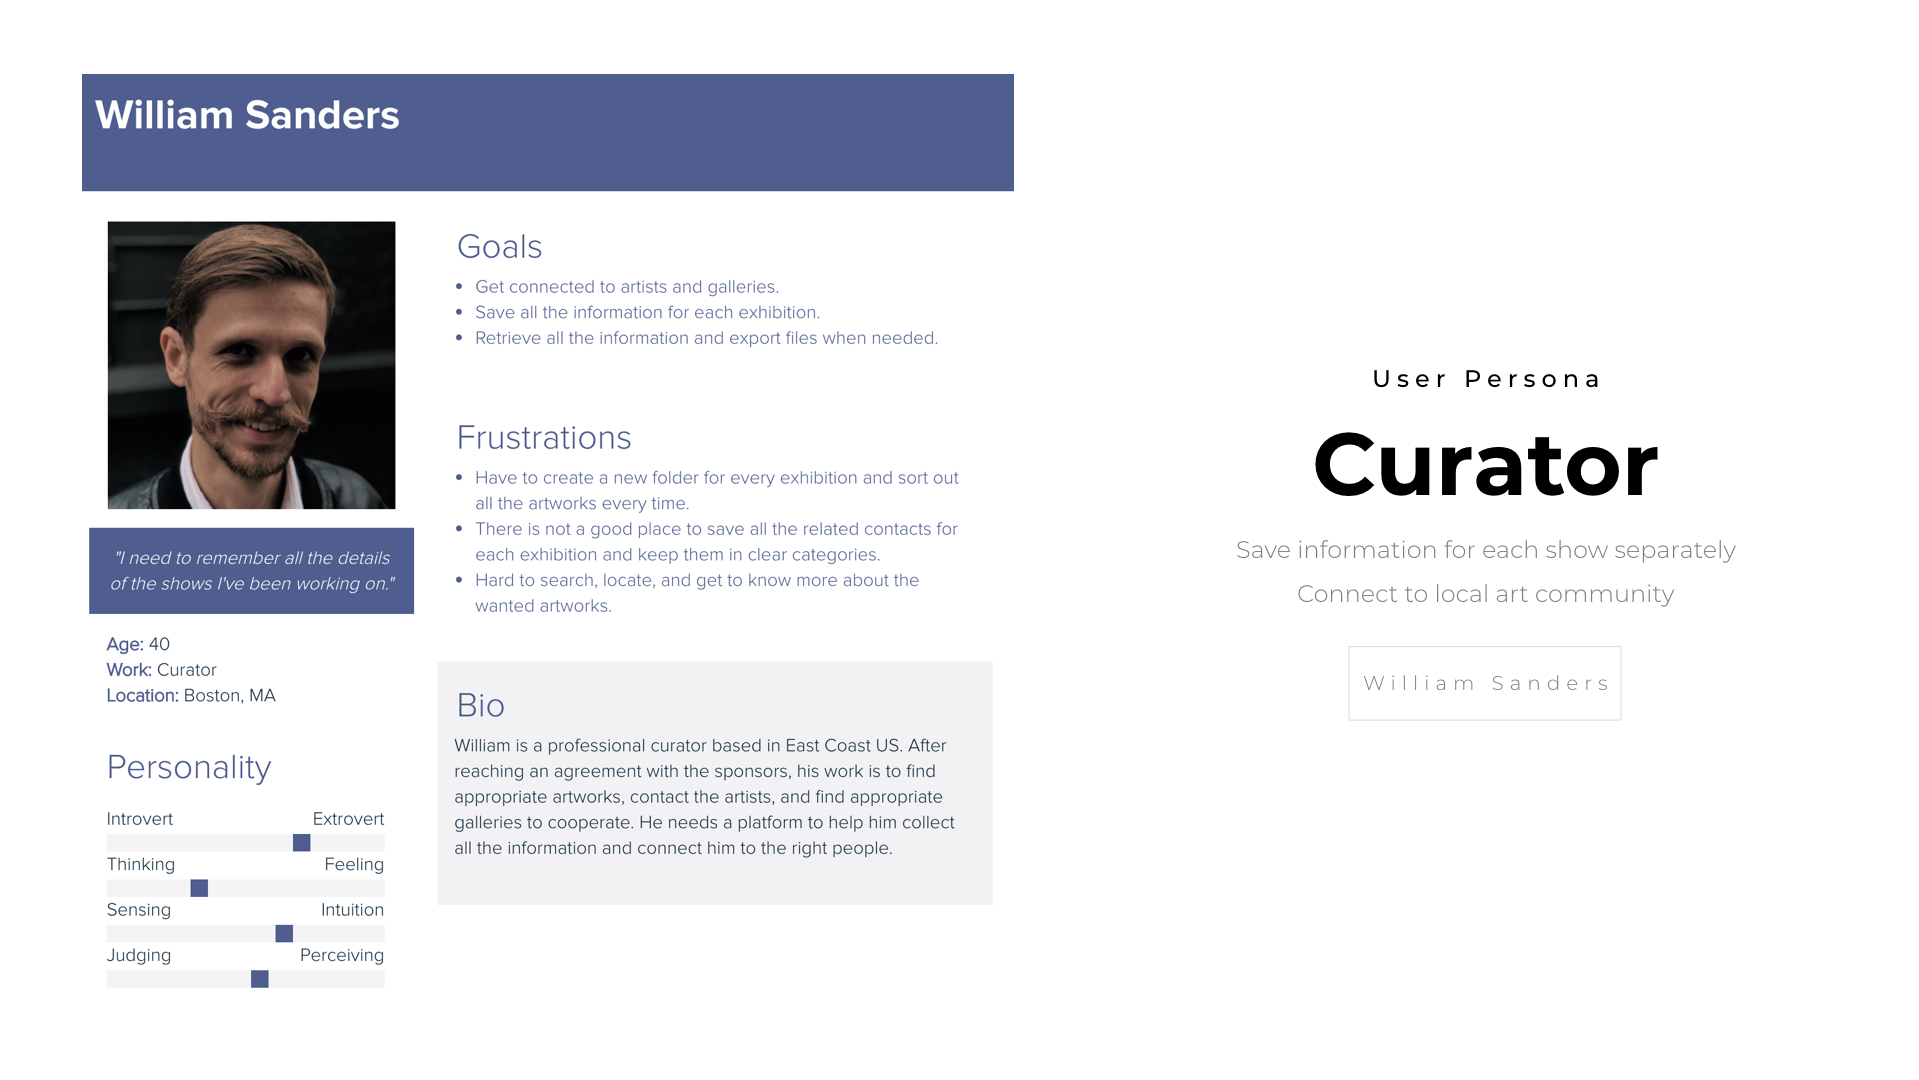 William Sanders
"I need to remember all the details
of the shows I've been working on."
Age: 40
Work: Curator
Location: Boston, MA
Personality
Introvert Extrovert
Thinking Feeling
Sensing Intuition
Judging Perceiving
Goals
• Get connected to artists and galleries.
• Save all the information for each exhibition.
• Retrieve all the information and export files when needed.
Frustrations
• Have to create a new folder for every exhibition and sort out
all the artworks every time.
• There is not a good place to save all the related contacts for
each exhibition and keep them in clear categories.
• Hard to search, locate, and get to know more about the
wanted artworks.
Bio
William is a professional curator based in East Coast US. After
reaching an agreement with the sponsors, his work is to find
appropriate artworks, contact the artists, and find appropriate
galleries to cooperate. He needs a platform to help him collect
all the information and connect him to the right people.
User Persona
Curator
Save information for each show separately
Connect to local art community
William Sanders